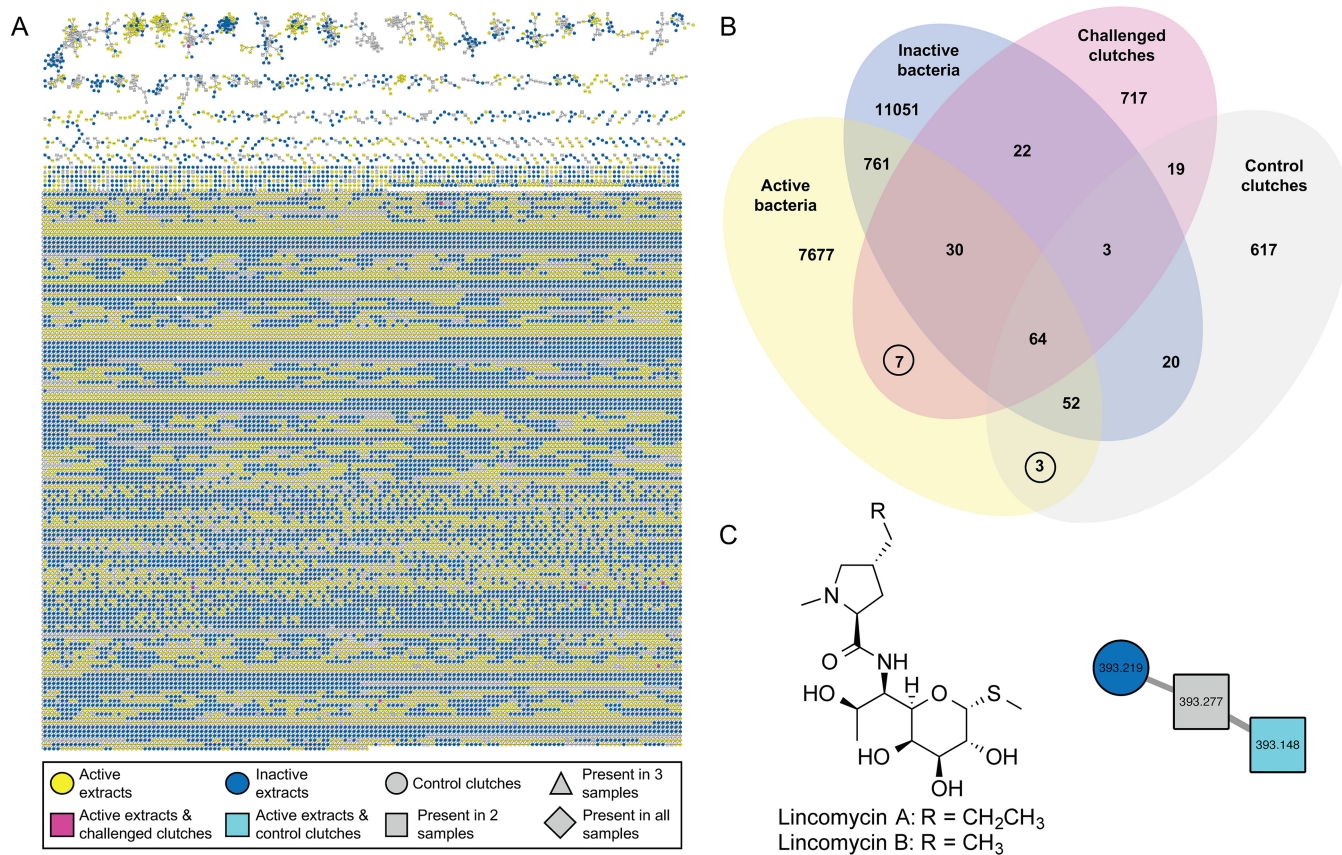 A
Active
extracts
Inactive
extracts
Control clutches
Present in 3
samples
Active extracts &
challenged clutches
Active extracts &
control clutches
Present in 2
samples
Present in all
samples
B
Inactive
bacteria
Challenged
clutches
11051
717
761
22
19
Control
clutches
Active
bacteria
7677
30
3
617
64
7
20
52
3
C
R
N
O
NH
HO
H
O
S
HO
OH
OH
Lincomycin A: R = CH₂CH₃
Lincomycin B: R = CH₃
393.219
393.277
393.148